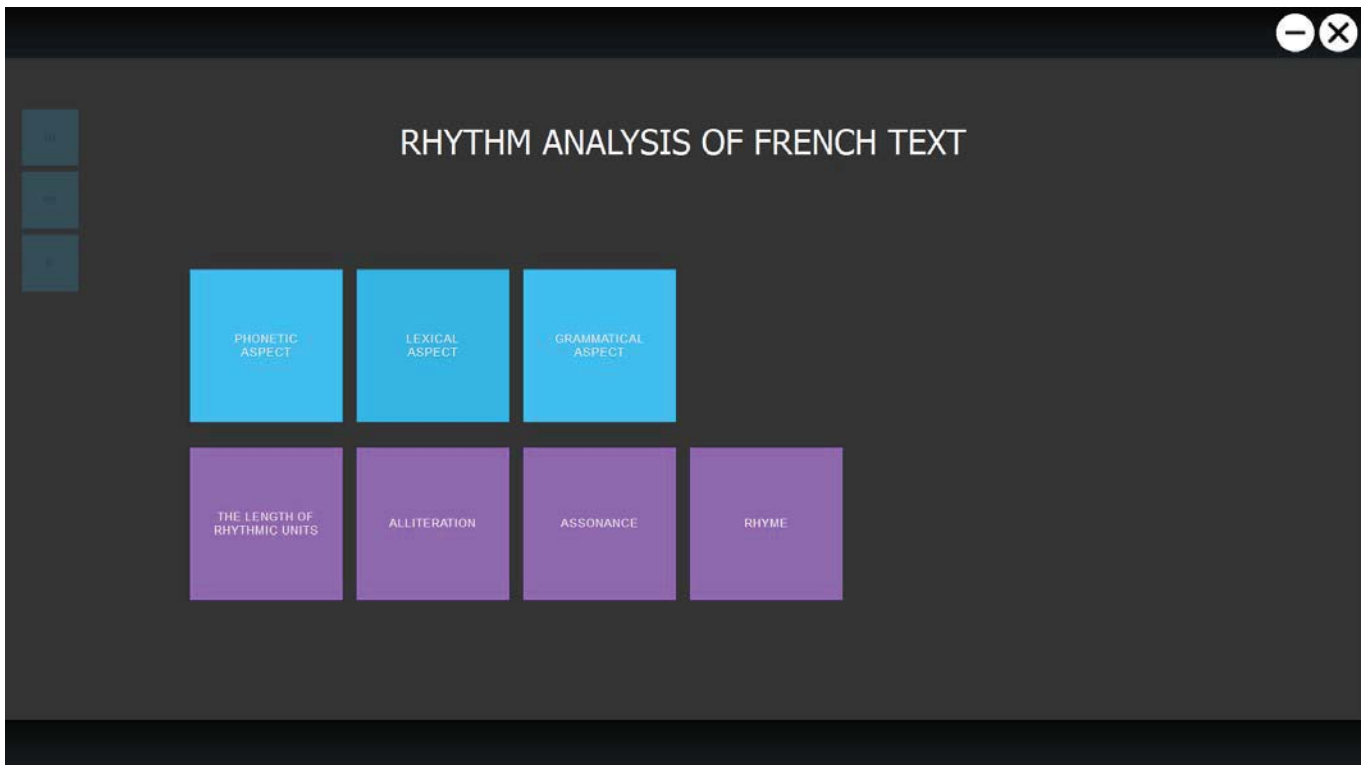 RHYTHM ANALYSIS OF FRENCH TEXT
PHONETIC
ASPECT
LEXICAL
ASPECT
GRAMMATICAL
ASPECT
THE LENGTH OF
RHYTHMIC UNITS
ALLITERATION
ASSONANCE
RHYME